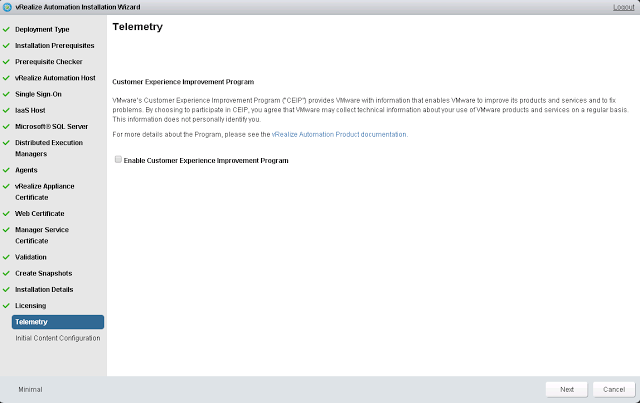 vRealize Automation Installation Wizard
Logout
Deployment Type
Installation Prerequisites
Prerequisite Checker
vRealize Automation Host
Single Sign-On
IaaS Host
Microsoft® SQL Server
Distributed Execution
Managers
Agents
vRealize Appliance
Certificate
Web Certificate
Manager Service
Certificate
Validation
Create Snapshots
Installation Details
Licensing
Telemetry
Initial Content Configuration
Telemetry
Customer Experience Improvement Program
VMware's Customer Experience Improvement Program ("CEIP") provides VMware with information that enables VMware to improve its products and services and to fix
problems. By choosing to participate in CEIP, you agree that VMware may collect technical information about your use of VMware products and services on a regular basis.
This information does not personally identify you.
For more details about the Program, please see the vRealize Automation Product documentation.
Enable Customer Experience Improvement Program
Minimal
Next
Cancel